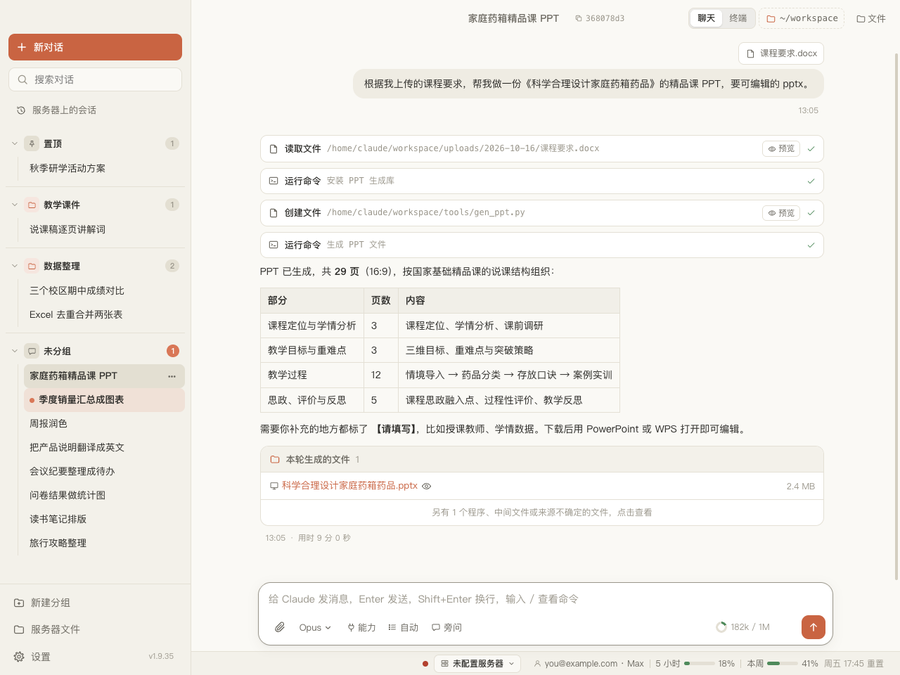 家庭药箱精品课 PPT
368078d3
聊天
终端
~/workspace
文件
新对话
搜索对话
服务器上的会话
置顶
1
秋季研学活动方案
教学课件
1
说课稿逐页讲解词
数据整理
2
三个校区期中成绩对比
Excel 去重合并两张表
未分组
1
家庭药箱精品课 PPT
季度销量汇总成图表
周报润色
把产品说明翻译成英文
会议纪要整理成待办
问卷结果做统计图
读书笔记排版
旅行攻略整理
新建分组
服务器文件
设置
v1.9.35
课程要求.docx
根据我上传的课程要求，帮我做一份《科学合理设计家庭药箱药品》的精品课 PPT，要可编辑的 pptx。
13:05
读取文件 /home/claude/workspace/uploads/2026-10-16/课程要求.docx 预览
运行命令 安装 PPT 生成库
创建文件 /home/claude/workspace/tools/gen_ppt.py 预览
运行命令 生成 PPT 文件
PPT 已生成，共 29 页（16:9），按国家基础精品课的说课结构组织：
部分 页数 内容
课程定位与学情分析 3 课程定位、学情分析、课前调研
教学目标与重难点 3 三维目标、重难点与突破策略
教学过程 12 情境导入 → 药品分类 → 存放口诀 → 案例实训
思政、评价与反思 5 课程思政融入点、过程性评价、教学反思
需要你补充的地方都标了 【请填写】，比如授课教师、学情数据。下载后用 PowerPoint 或 WPS 打开即可编辑。
本轮生成的文件 1
科学合理设计家庭药箱药品.pptx 2.4 MB
另有 1 个程序、中间文件或来源不确定的文件，点击查看
13:05 · 用时 9 分 0 秒
给 Claude 发消息，Enter 发送，Shift+Enter 换行，输入 / 查看命令
Opus 能力 自动 旁问 182k / 1M
未配置服务器 you@example.com · Max 5 小时 18% 本周 41% 周五 17:45 重置